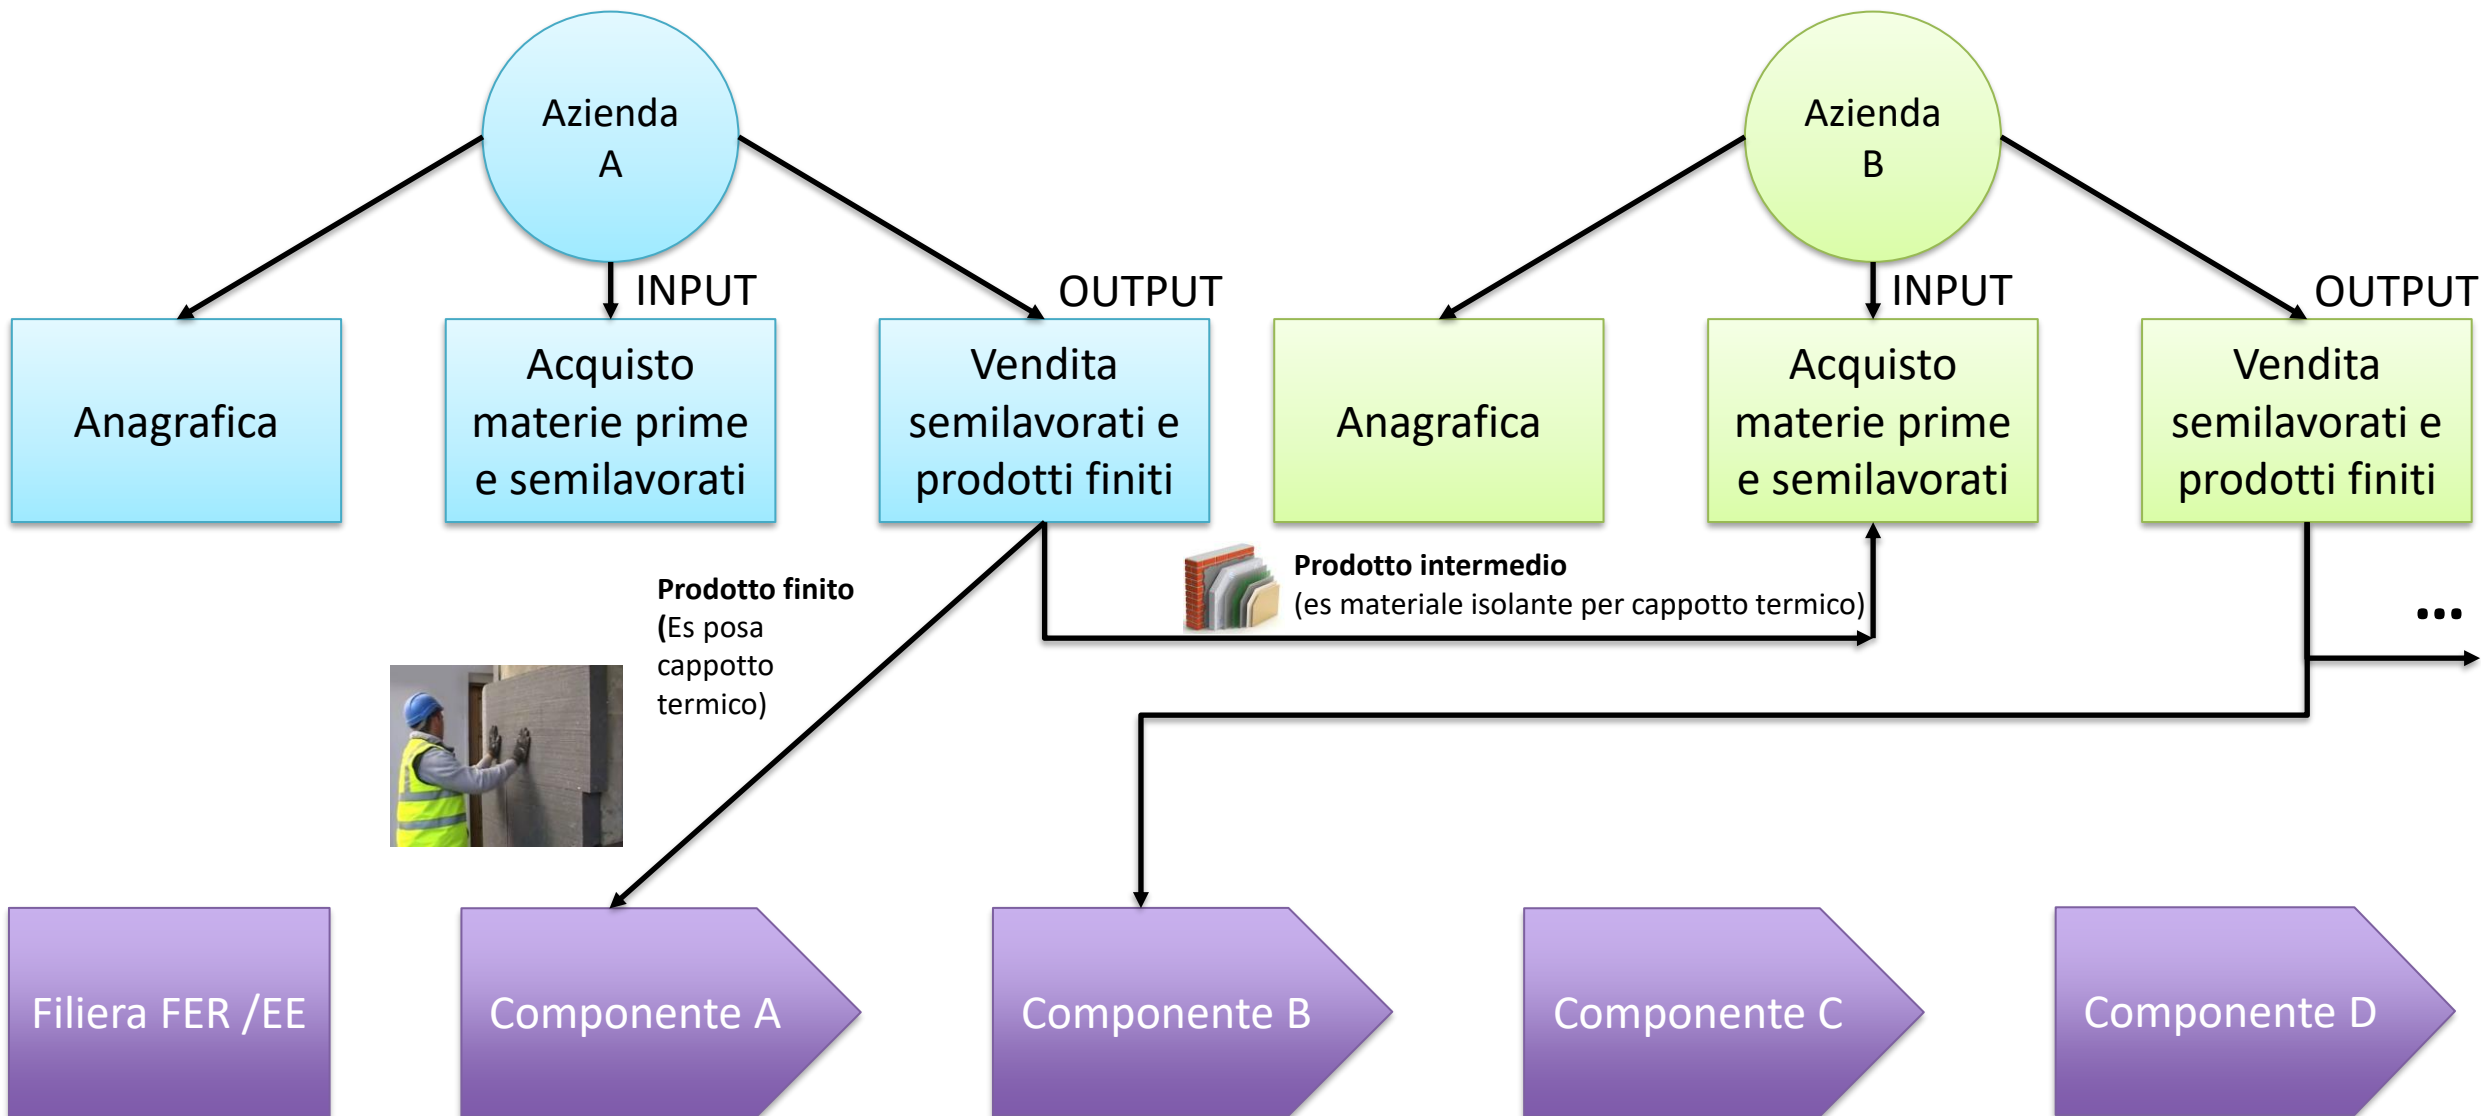 Azienda
A
Azienda
B
INPUT
OUTPUT
INPUT
OUTPUT
Anagrafica
Acquisto
materie prime
e semilavorati
Vendita
semilavorati e
prodotti finiti
Anagrafica
Acquisto
materie prime
e semilavorati
Vendita
semilavorati e
prodotti finiti
Prodotto finito
(Es posa
cappotto
termico)
Prodotto intermedio
(es materiale isolante per cappotto termico)
...
Filiera FER /EE
Componente A
Componente B
Componente C
Componente D